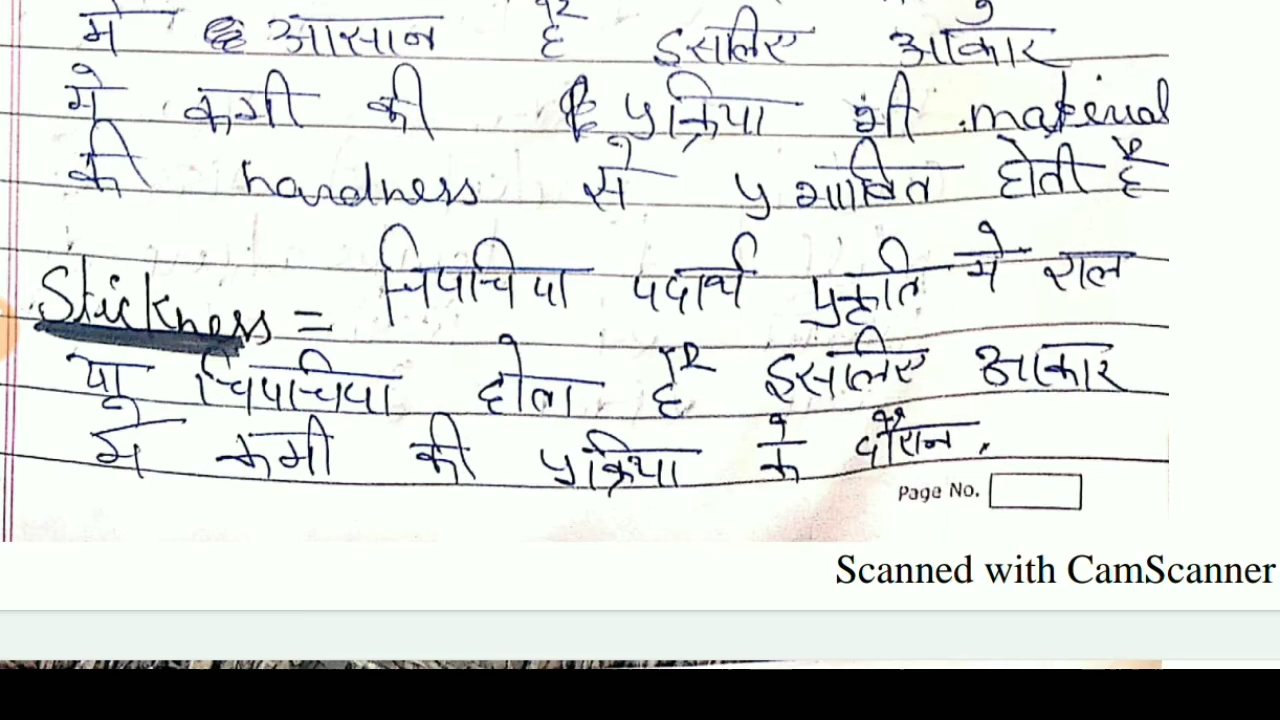 मे आसान है इसलिए आकार
मे कमी की प्रक्रिया भी material
की hardness से प्रभावित होती है
Stickness = चिपचिपा पदार्थ प्रकृति मे राल
या चिपचिपा होता है इसलिए आकार
मे कमी की प्रक्रिया के दौरान,
Page No.
Scanned with CamScanner